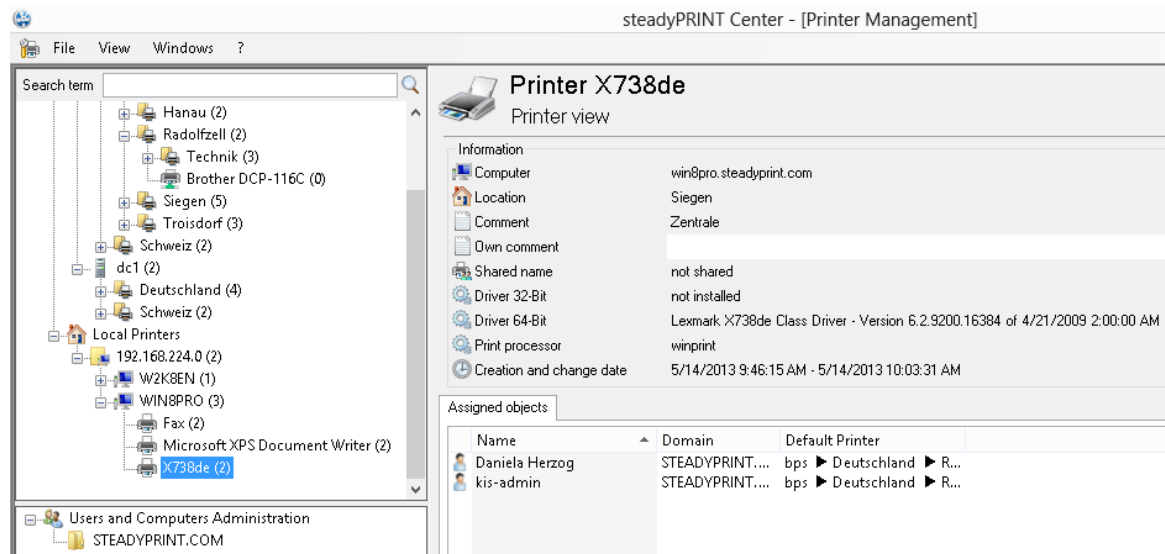 steadyPRINT Center - [Printer Management]
File View Windows ?
Search term
Hanau (2)
Radolfzell (2)
Technik (3)
Brother DCP-116C (0)
Siegen (5)
Troisdorf (3)
Schweiz (2)
dc1 (2)
Deutschland (4)
Schweiz (2)
Local Printers
192.168.224.0 (2)
W2K8EN (1)
WIN8PRO (3)
Fax (2)
Microsoft XPS Document Writer (2)
X738de (2)
Users and Computers Administration
STEADYPRINT.COM
Printer X738de
Printer view
Information
Computer win8pro.steadyprint.com
Location Siegen
Comment Zentrale
Own comment
Shared name not shared
Driver 32-Bit not installed
Driver 64-Bit Lexmark X738de Class Driver - Version 6.2.9200.16384 of 4/21/2009 2:00:00 AM
Print processor winprint
Creation and change date 5/14/2013 9:46:15 AM - 5/14/2013 10:03:31 AM
Assigned objects
Name Domain Default Printer
Daniela Herzog STEADYPRINT.... bps ▶ Deutschland ▶ R...
kis-admin STEADYPRINT.... bps ▶ Deutschland ▶ R...